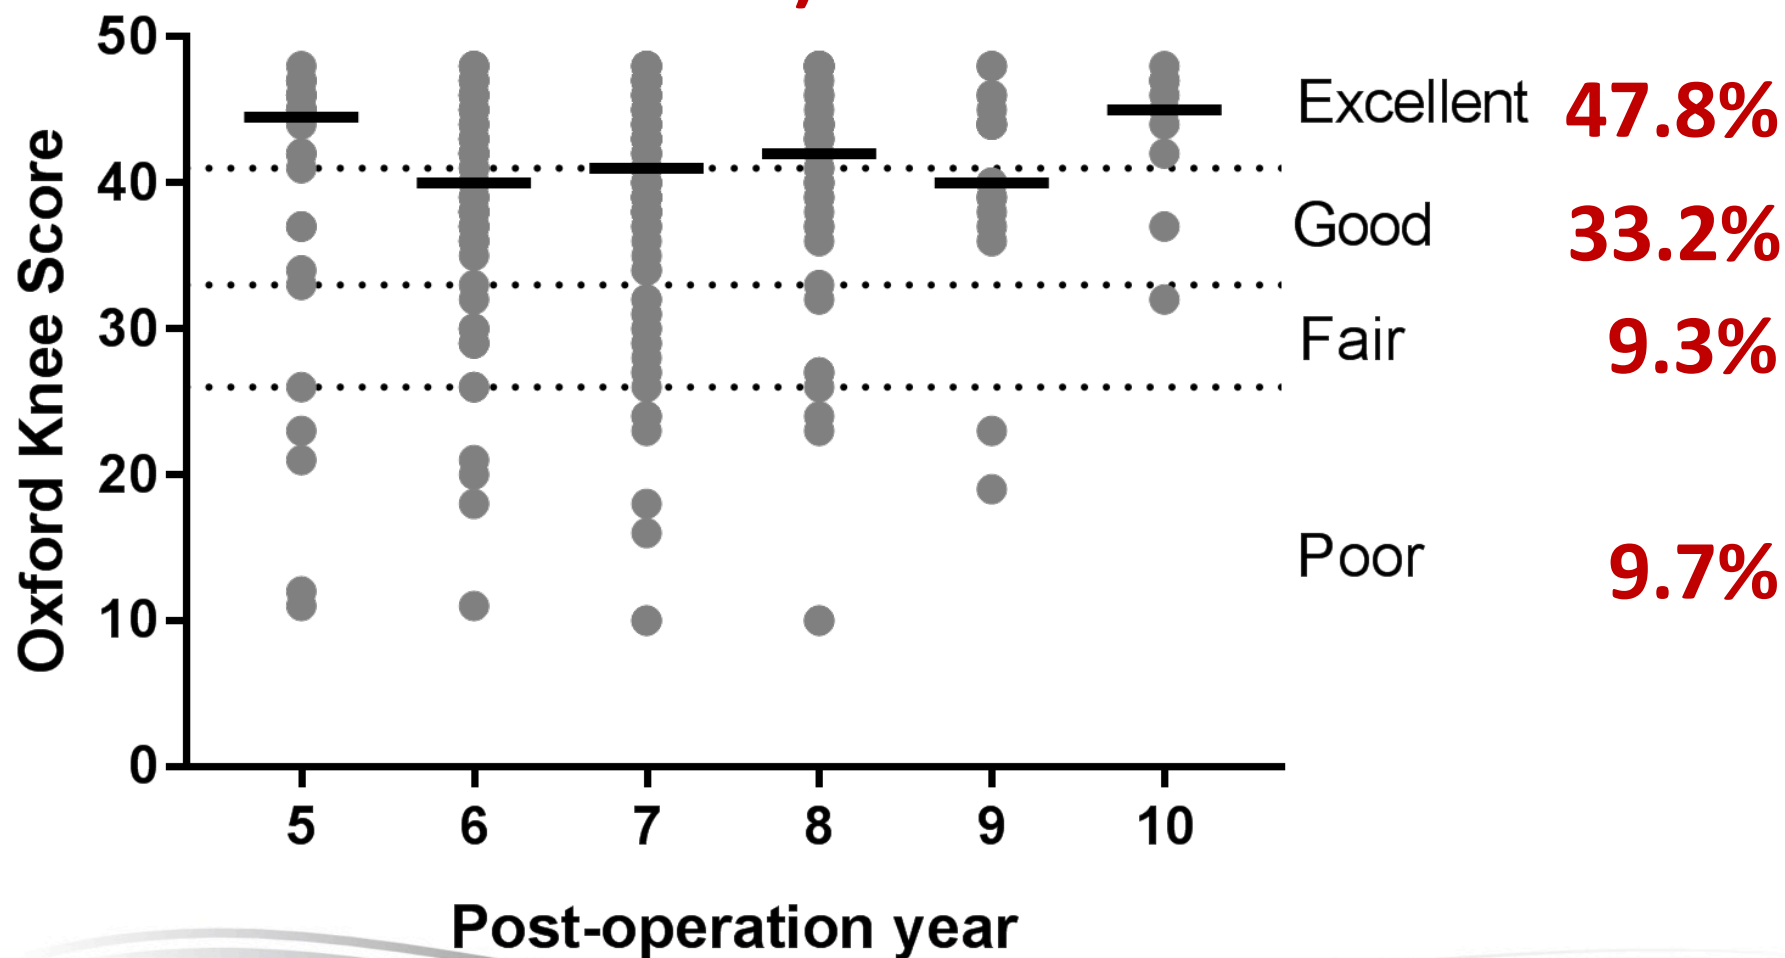 50
Excellent 47.8%
40
Good 33.2%
30
Fair 9.3%
20
Poor 9.7%
10
0
Oxford Knee Score
5 6 7 8 9 10
Post-operation year